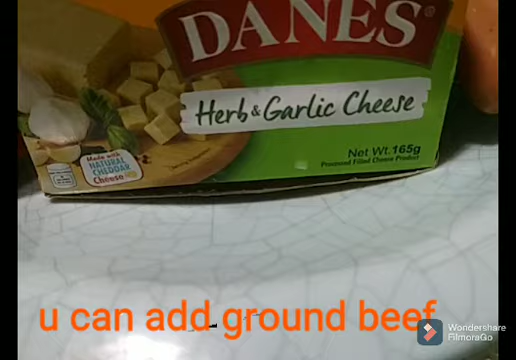 DANES®
Herb & Garlic Cheese
Net Wt. 165g
Processed Filled Cheese Product
Made with
NATURAL
CHEDDAR
Cheese
u can add ground beef
Wondershare
FilmoraGo